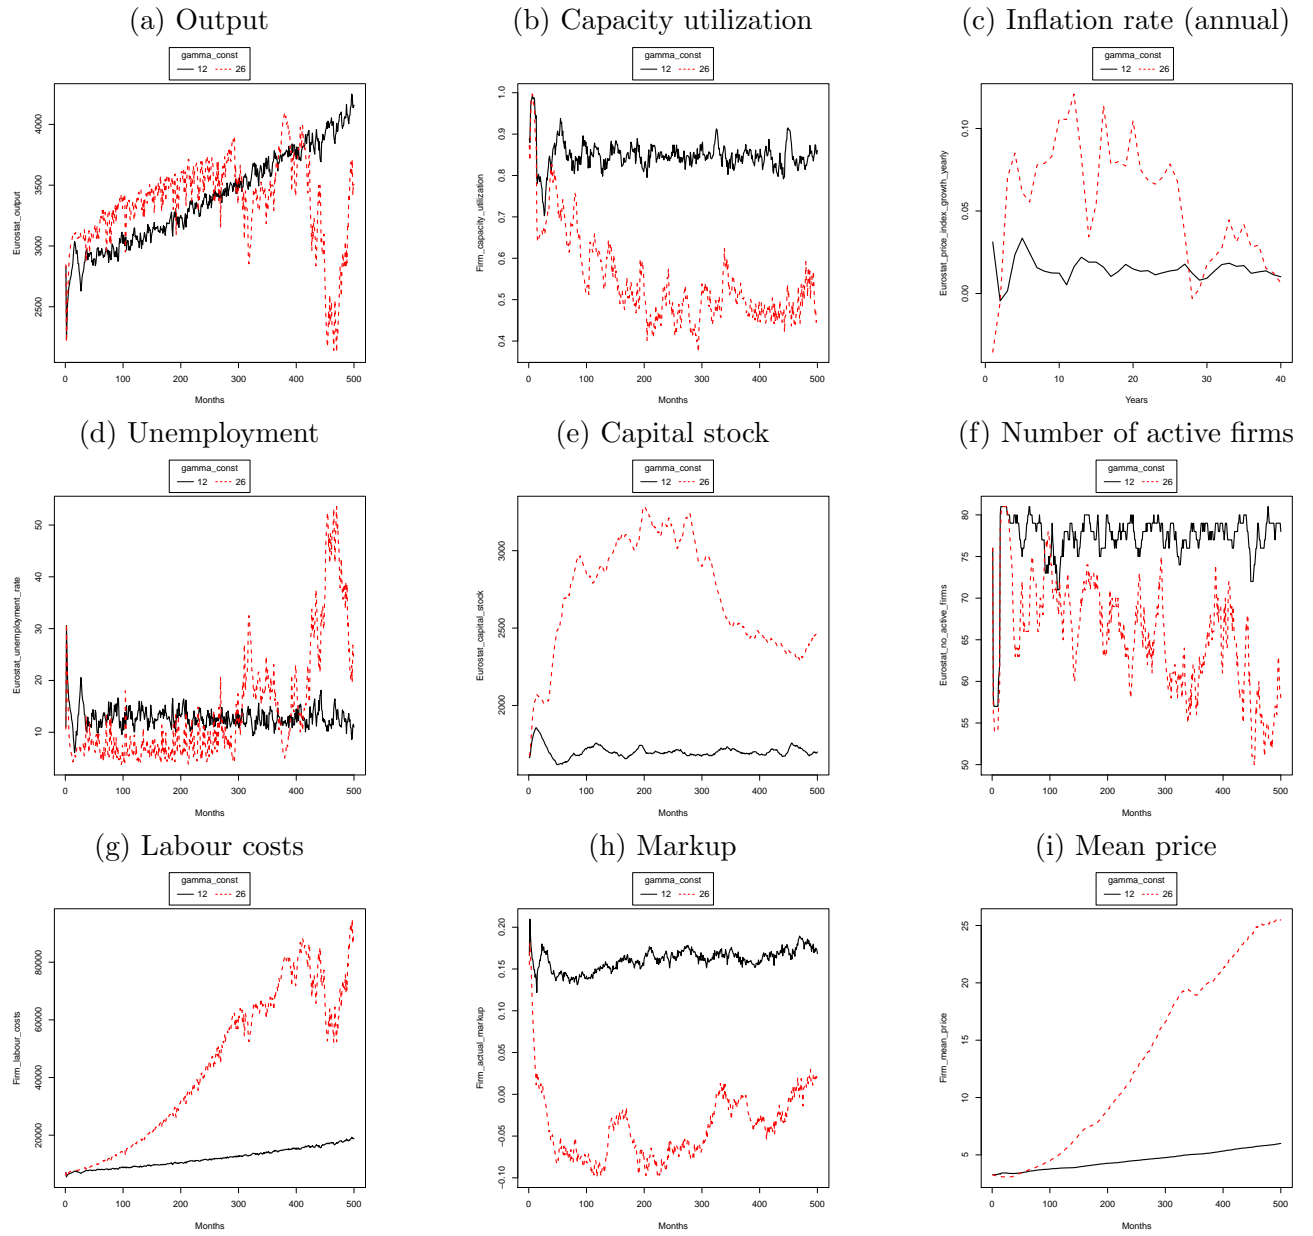 (a) Output
gamma_const
12 26
Eurostat_output
2500 3000 3500 4000
0 100 200 300 400 500
Months
(b) Capacity utilization
gamma_const
12 26
Firm_capacity_utilization
0.4 0.5 0.6 0.7 0.8 0.9 1.0
0 100 200 300 400 500
Months
(c) Inflation rate (annual)
gamma_const
12 26
Eurostat_price_index_growth_yearly
0.00 0.05 0.10
0 10 20 30 40
Years
(d) Unemployment
gamma_const
12 26
Eurostat_unemployment_rate
10 20 30 40 50
0 100 200 300 400 500
Months
(e) Capital stock
gamma_const
12 26
Eurostat_capital_stock
2000 2500 3000
0 100 200 300 400 500
Months
(f) Number of active firms
gamma_const
12 26
Eurostat_no_active_firms
50 55 60 65 70 75 80
0 100 200 300 400 500
Months
(g) Labour costs
gamma_const
12 26
Firm_labour_costs
20000 40000 60000 80000
0 100 200 300 400 500
Months
(h) Markup
gamma_const
12 26
Firm_actual_markup
−0.10 −0.05 0.00 0.05 0.10 0.15 0.20
0 100 200 300 400 500
Months
(i) Mean price
gamma_const
12 26
Firm_mean_price
5 10 15 20 25
0 100 200 300 400 500
Months